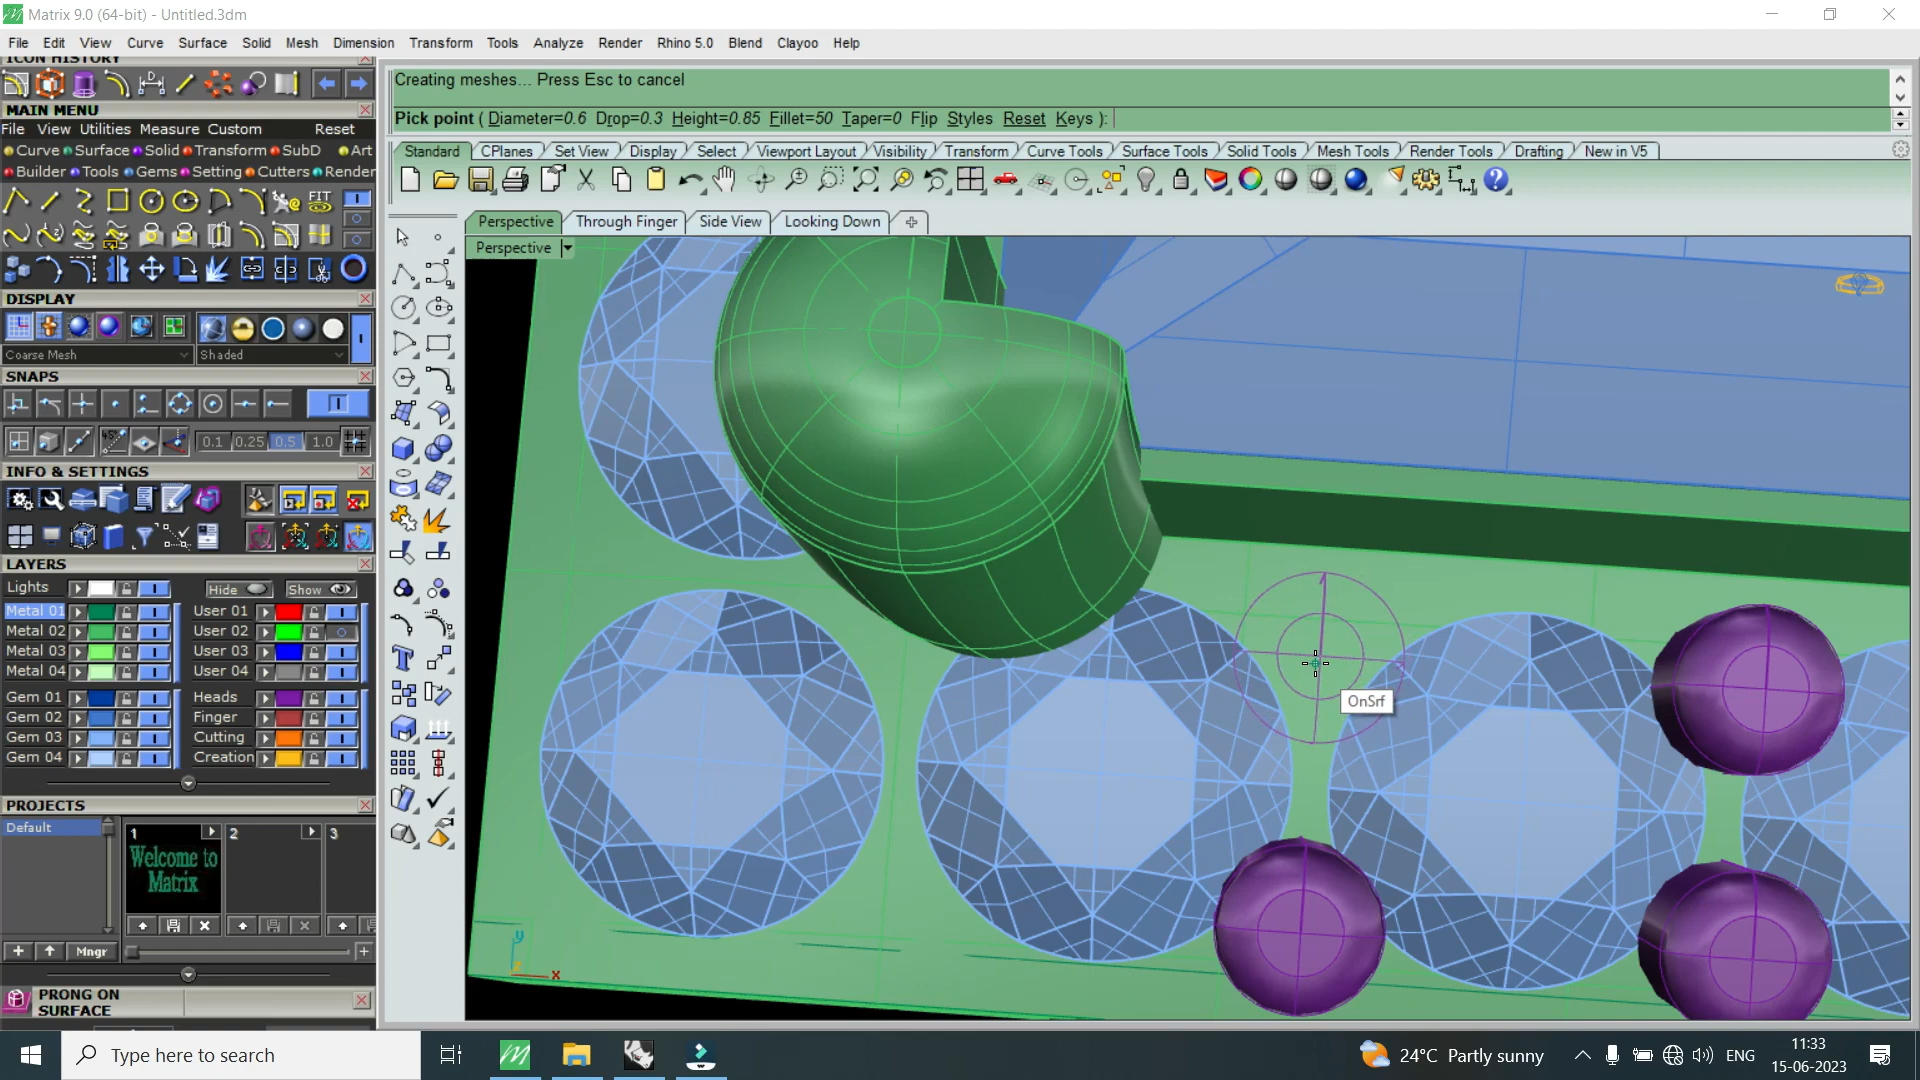 Matrix 9.0 (64-bit) - Untitled.3dm
File Edit View Curve Surface Solid Mesh Dimension Transform Tools Analyze Render Rhino 5.0 Blend Clayoo Help
ICON HISTORY
Creating meshes... Press Esc to cancel
MAIN MENU
Pick point ( Diameter=0.6 Drop=0.3 Height=0.85 Fillet=50 Taper=0 Flip Styles Reset Keys ):
File View Utilities Measure Custom Reset
Curve Surface Solid Transform SubD Art
Builder Tools Gems Setting Cutters Render
Standard CPlanes Set View Display Select Viewport Layout Visibility Transform Curve Tools Surface Tools Solid Tools Mesh Tools Render Tools Drafting New in V5
FIT
Perspective Through Finger Side View Looking Down
Perspective
DISPLAY
Coarse Mesh Shaded
SNAPS
0.1 0.25 0.5 1.0
INFO & SETTINGS
LAYERS
Lights Hide Show
Metal 01 User 01
Metal 02 User 02
Metal 03 User 03
Metal 04 User 04
Gem 01 Heads
Gem 02 Finger
Gem 03 Cutting
Gem 04 Creation
OnSrf
PROJECTS
Default
1 2 3
Welcome to
Matrix
Mngr
PRONG ON
SURFACE
y
x
Type here to search
24°C Partly sunny
ENG
11:33
15-06-2023